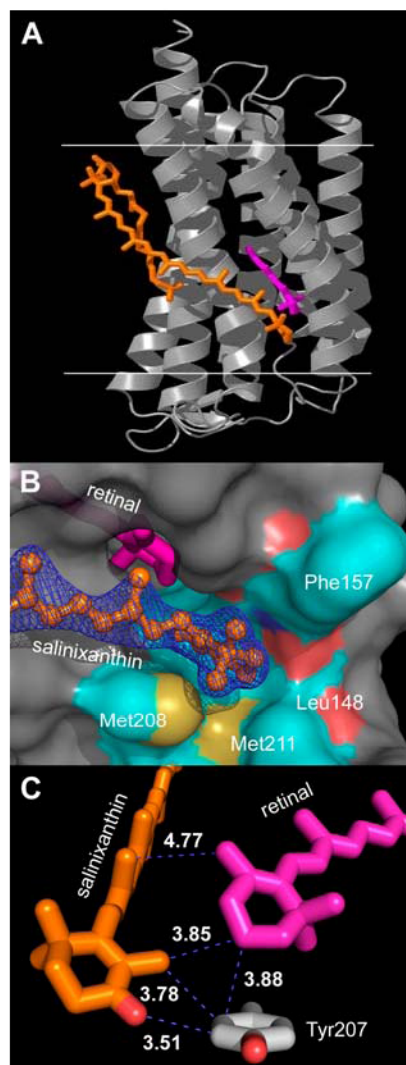 A
B
retinal
Phe157
salinixanthin
Leu148
Met208
Met211
C
retinal
salinixanthin
4.77
3.85
3.88
3.78
Tyr207
3.51